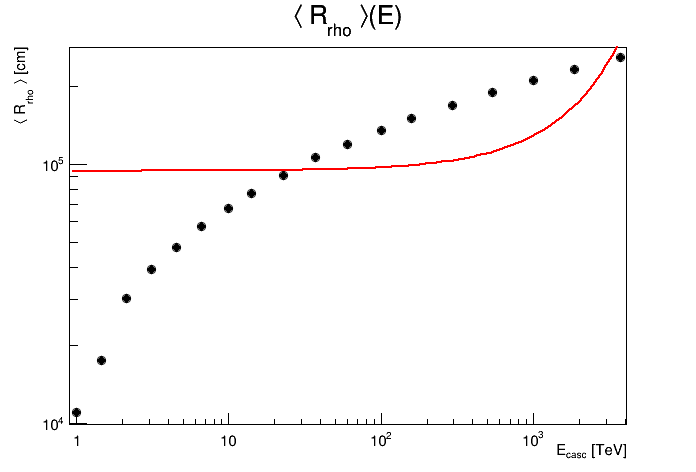 ⟨ R_rho ⟩(E)
⟨ R_rho ⟩ [cm]
10^5
10^4
1 10 10^2 10^3
E_casc [TeV]